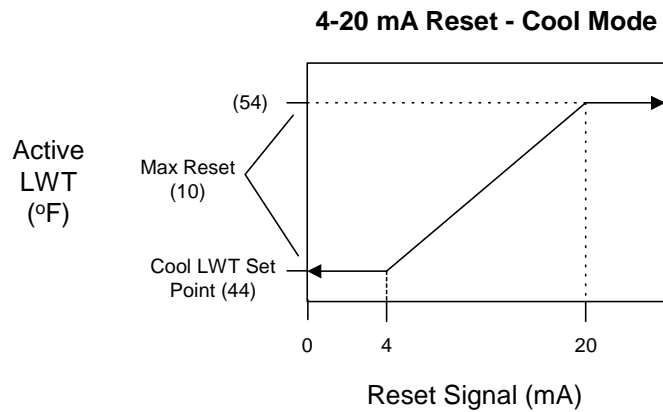 4-20 mA Reset - Cool Mode
(54)
Active
LWT
(oF)
Max Reset
(10)
Cool LWT Set
Point (44)
0
4
20
Reset Signal (mA)